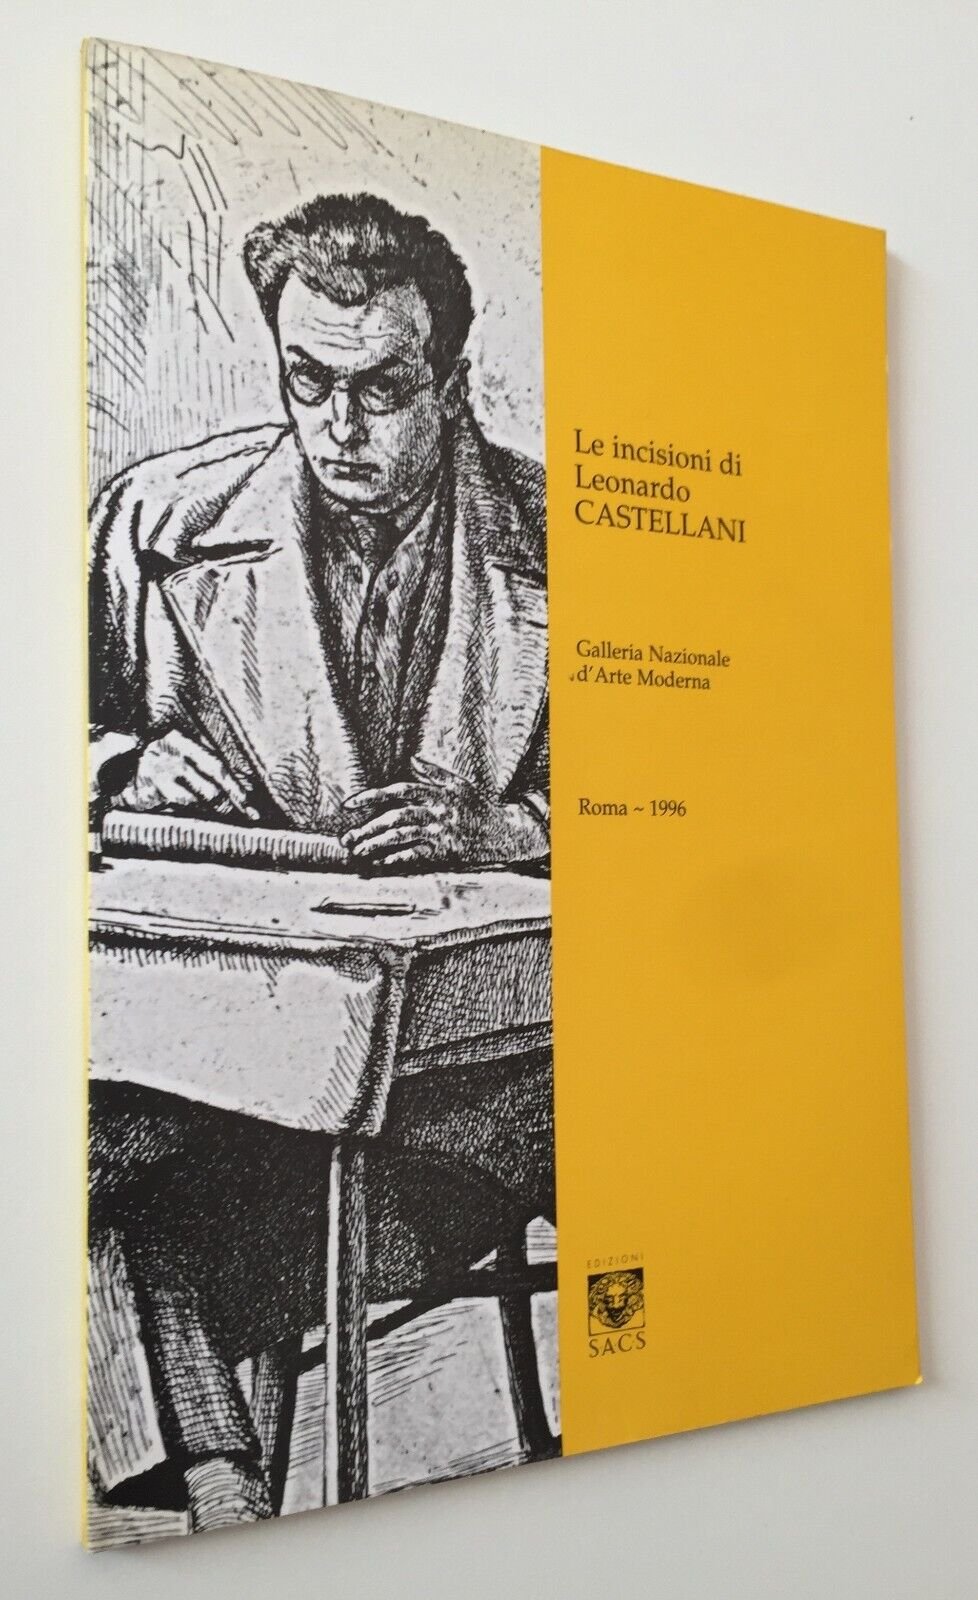 Le incisioni di
Leonardo
CASTELLANI
Galleria Nazionale
d'Arte Moderna
Roma ~ 1996
EDIZIONI
SACS